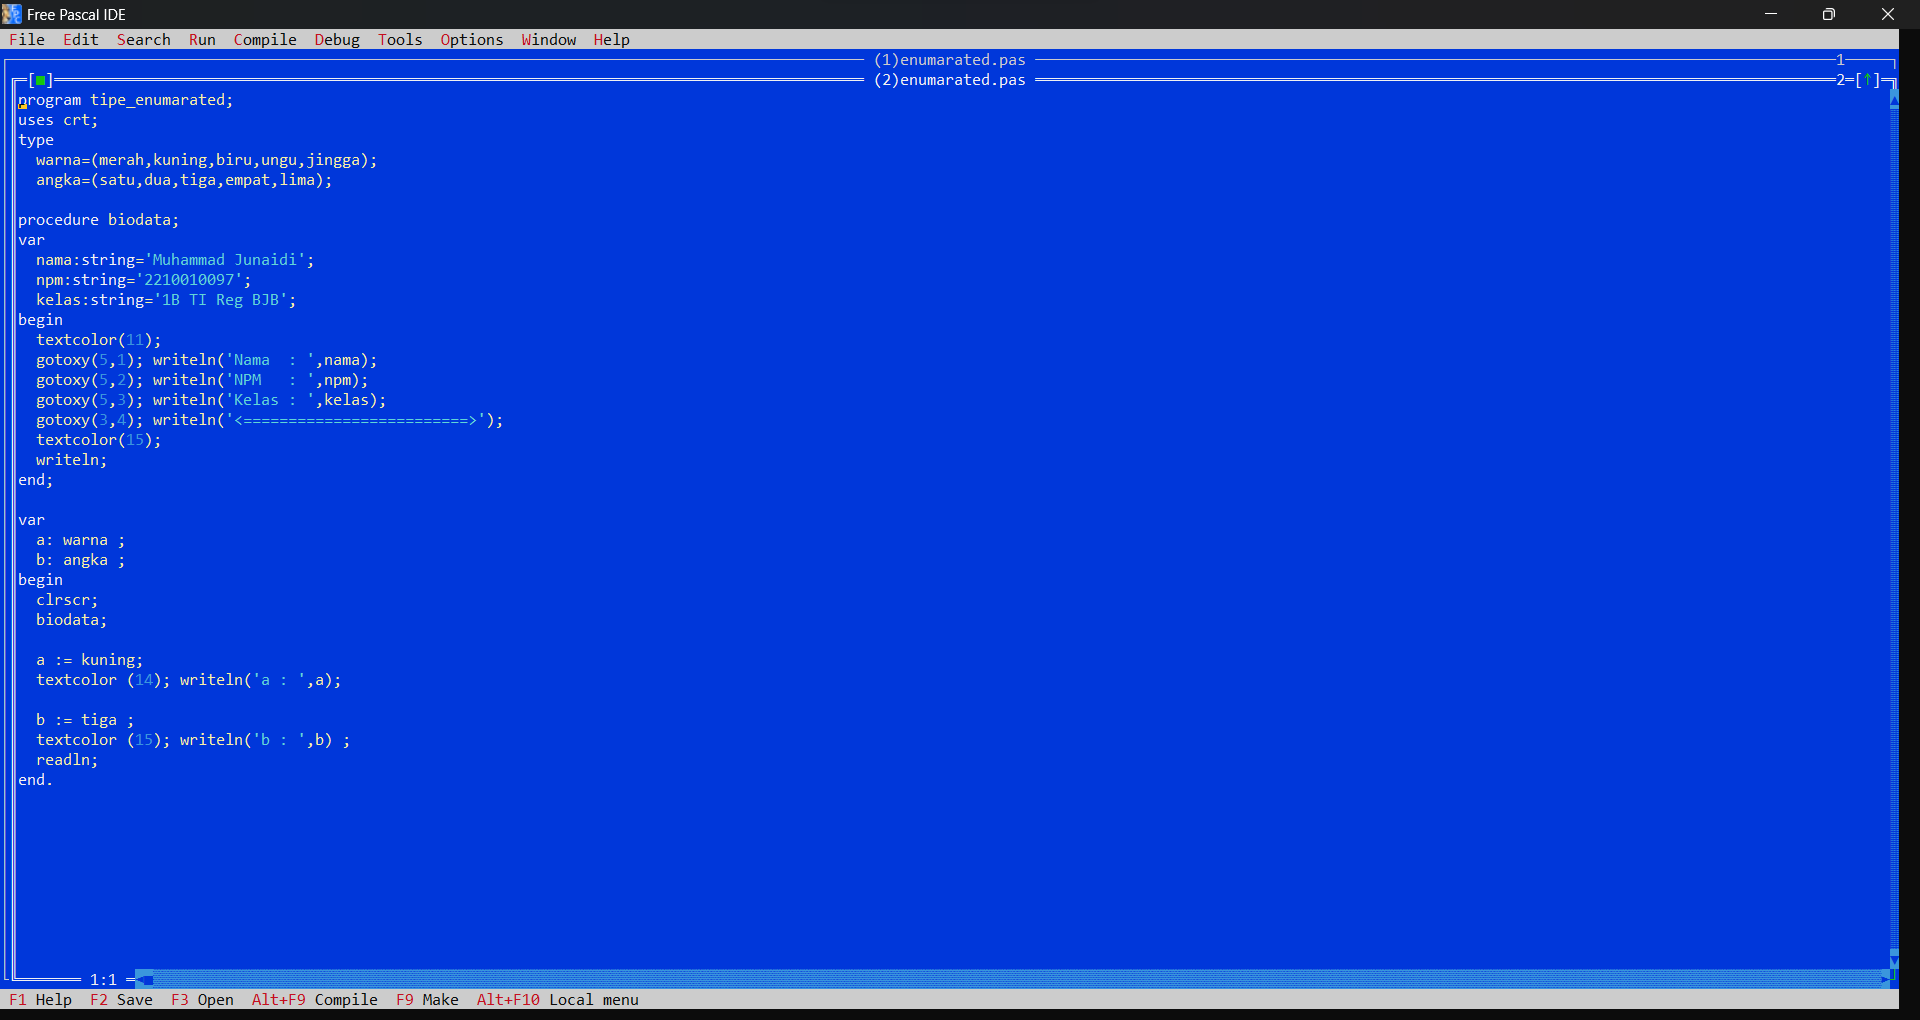 Free Pascal IDE
File Edit Search Run Compile Debug Tools Options Window Help
(1)enumarated.pas 1
[■] (2)enumarated.pas 2=[↑]
program tipe_enumarated;
uses crt;
type
  warna=(merah,kuning,biru,ungu,jingga);
  angka=(satu,dua,tiga,empat,lima);
procedure biodata;
var
  nama:string='Muhammad Junaidi';
  npm:string='2210010097';
  kelas:string='1B TI Reg BJB';
begin
  textcolor(11);
  gotoxy(5,1); writeln('Nama  : ',nama);
  gotoxy(5,2); writeln('NPM   : ',npm);
  gotoxy(5,3); writeln('Kelas : ',kelas);
  gotoxy(3,4); writeln('<=========================>');
  textcolor(15);
  writeln;
end;
var
  a: warna ;
  b: angka ;
begin
  clrscr;
  biodata;
  a := kuning;
  textcolor (14); writeln('a : ',a);
  b := tiga ;
  textcolor (15); writeln('b : ',b) ;
  readln;
end.
1:1
F1 Help F2 Save F3 Open Alt+F9 Compile F9 Make Alt+F10 Local menu